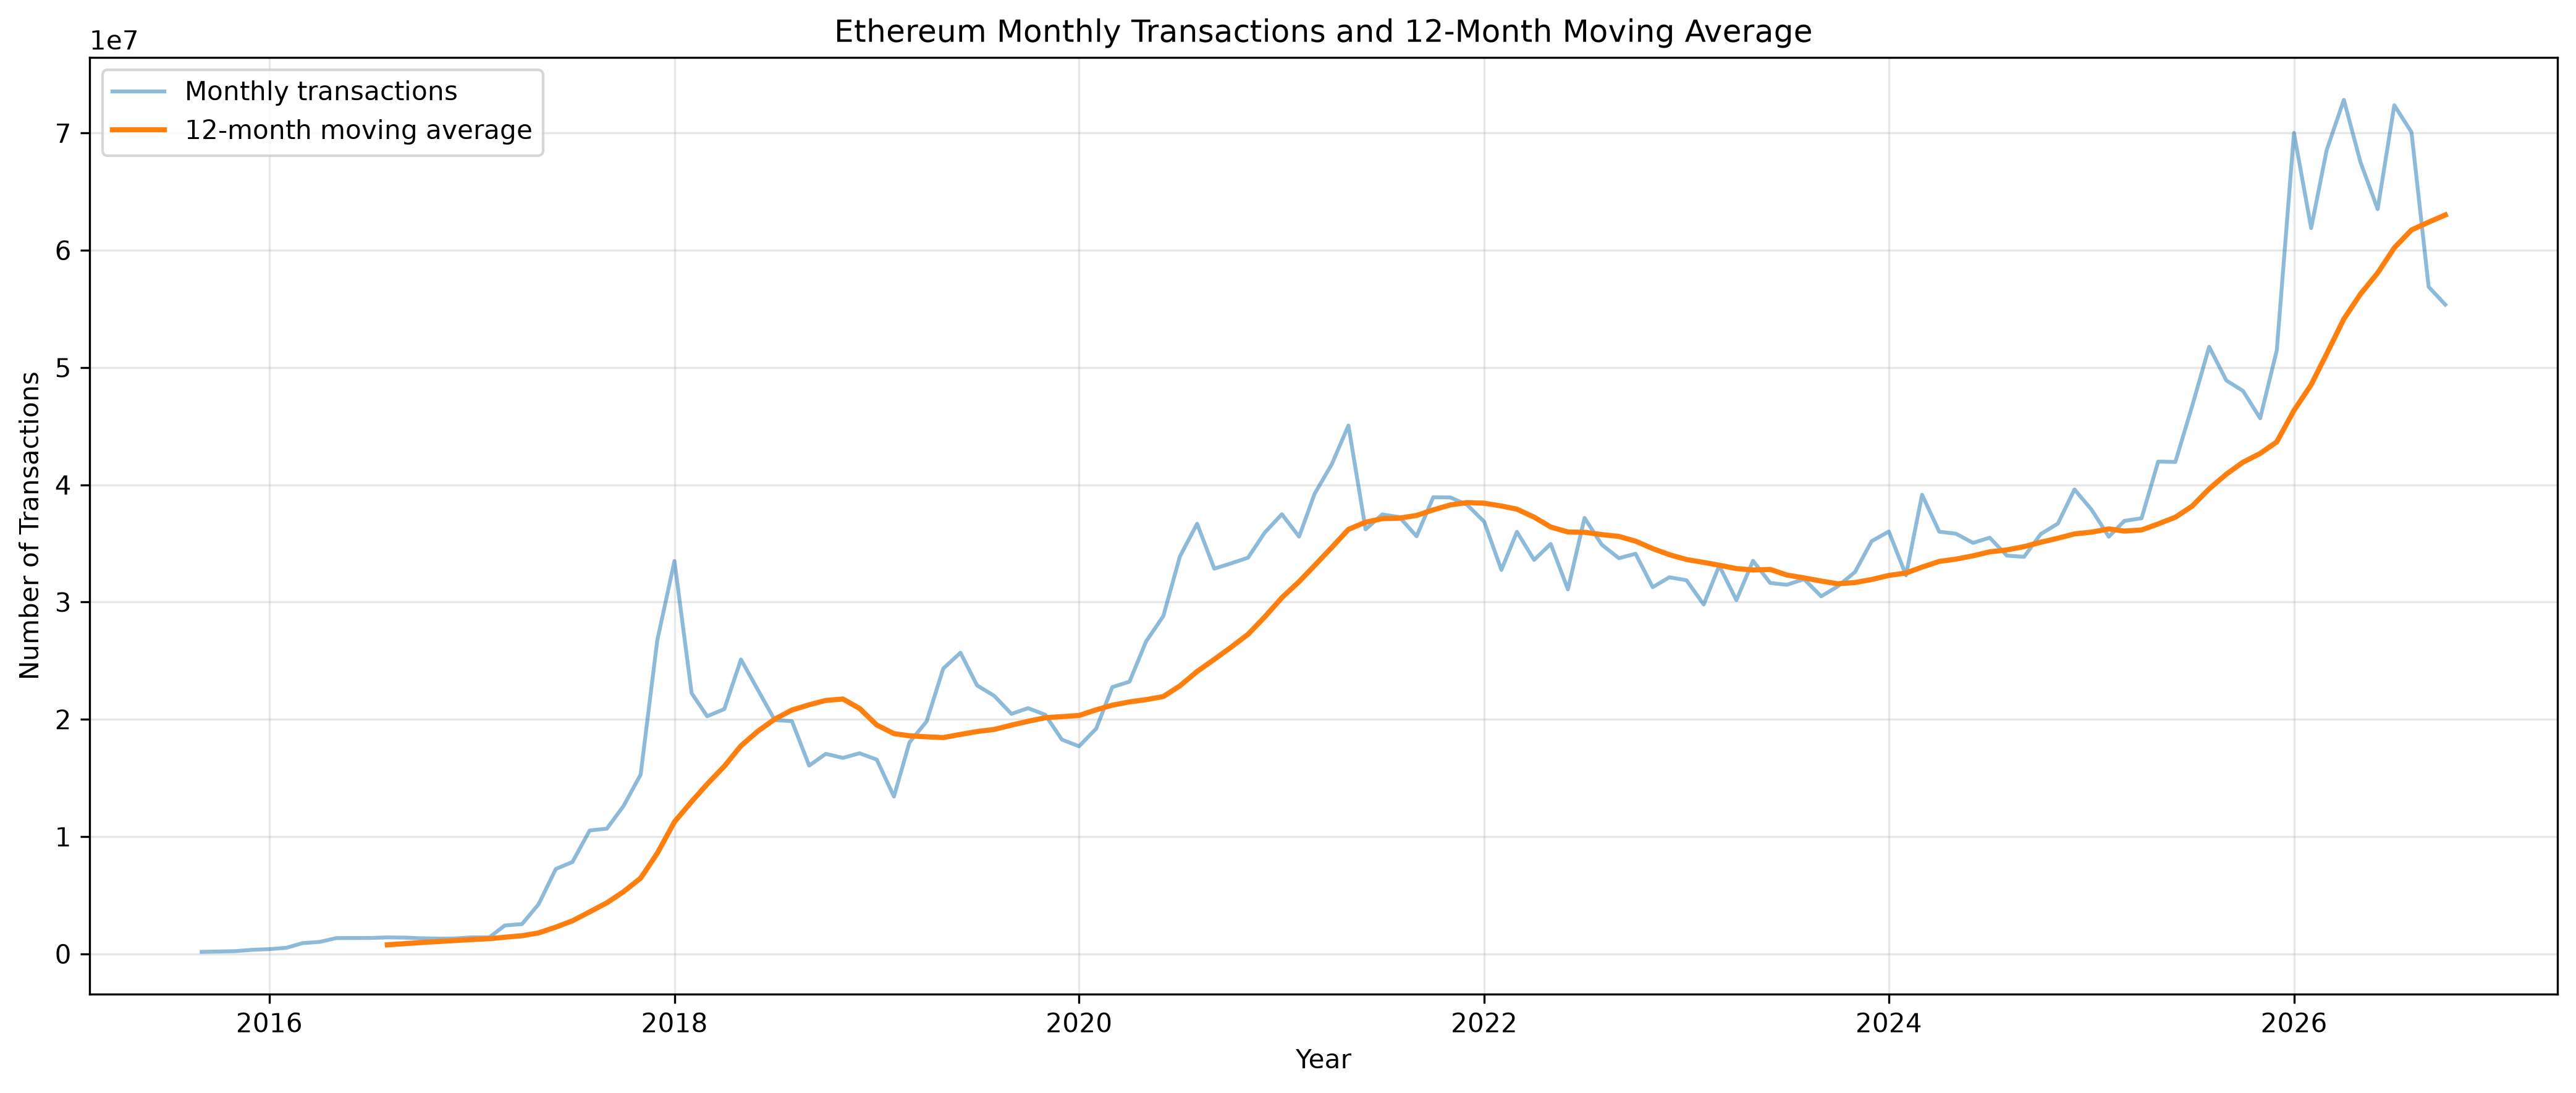 Ethereum Monthly Transactions and 12-Month Moving Average
1e7
Monthly transactions
12-month moving average
7
6
5
4
3
2
1
0
Number of Transactions
2016 2018 2020 2022 2024 2026
Year